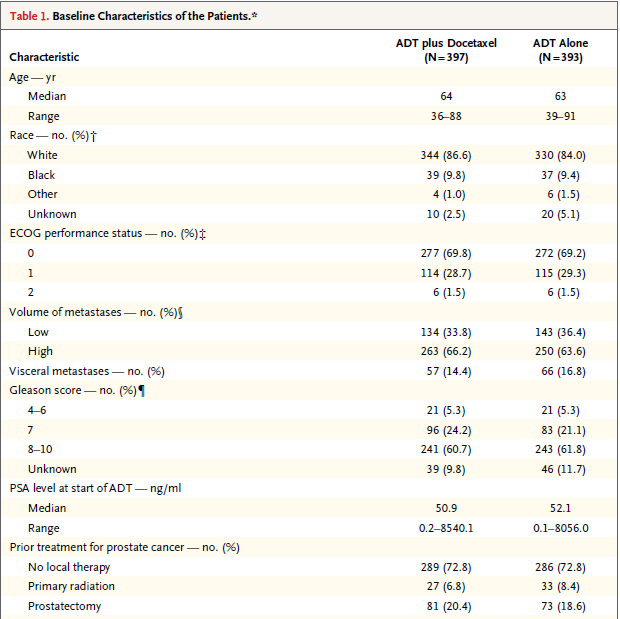 Table 1. Baseline Characteristics of the Patients.*
Characteristic ADT plus Docetaxel (N=397) ADT Alone (N=393)
Age — yr
Median 64 63
Range 36–88 39–91
Race — no. (%)†
White 344 (86.6) 330 (84.0)
Black 39 (9.8) 37 (9.4)
Other 4 (1.0) 6 (1.5)
Unknown 10 (2.5) 20 (5.1)
ECOG performance status — no. (%)‡
0 277 (69.8) 272 (69.2)
1 114 (28.7) 115 (29.3)
2 6 (1.5) 6 (1.5)
Volume of metastases — no. (%)§
Low 134 (33.8) 143 (36.4)
High 263 (66.2) 250 (63.6)
Visceral metastases — no. (%) 57 (14.4) 66 (16.8)
Gleason score — no. (%)¶
4–6 21 (5.3) 21 (5.3)
7 96 (24.2) 83 (21.1)
8–10 241 (60.7) 243 (61.8)
Unknown 39 (9.8) 46 (11.7)
PSA level at start of ADT — ng/ml
Median 50.9 52.1
Range 0.2–8540.1 0.1–8056.0
Prior treatment for prostate cancer — no. (%)
No local therapy 289 (72.8) 286 (72.8)
Primary radiation 27 (6.8) 33 (8.4)
Prostatectomy 81 (20.4) 73 (18.6)